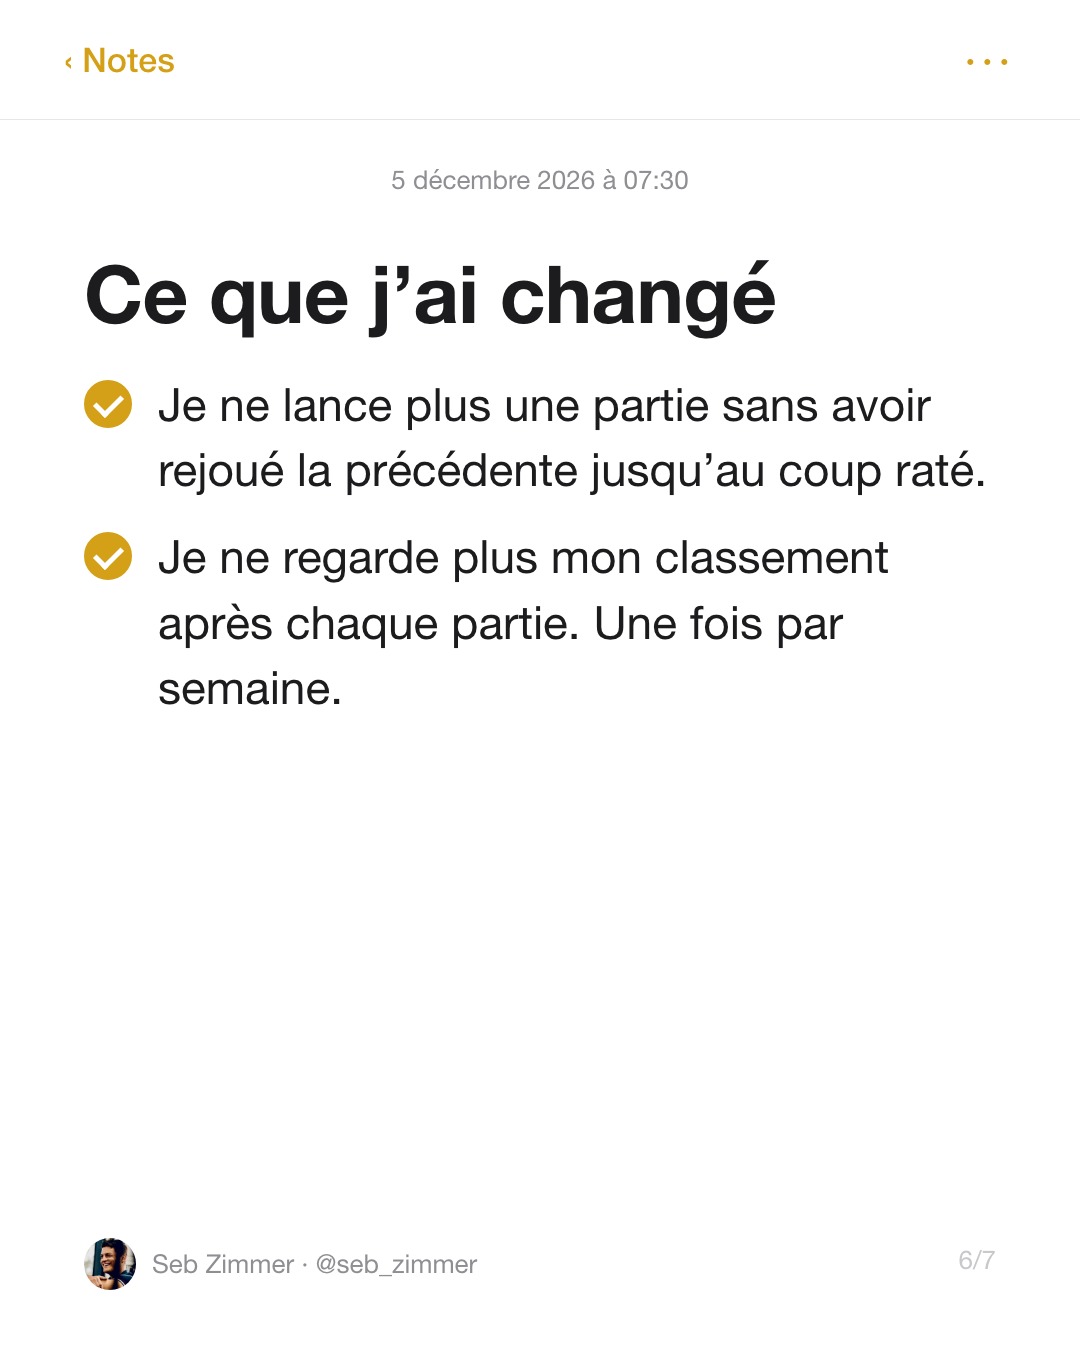 ‹ Notes
5 décembre 2026 à 07:30
Ce que j’ai changé
Je ne lance plus une partie sans avoir
rejoué la précédente jusqu’au coup raté.
Je ne regarde plus mon classement
après chaque partie. Une fois par
semaine.
Seb Zimmer · @seb_zimmer
6/7